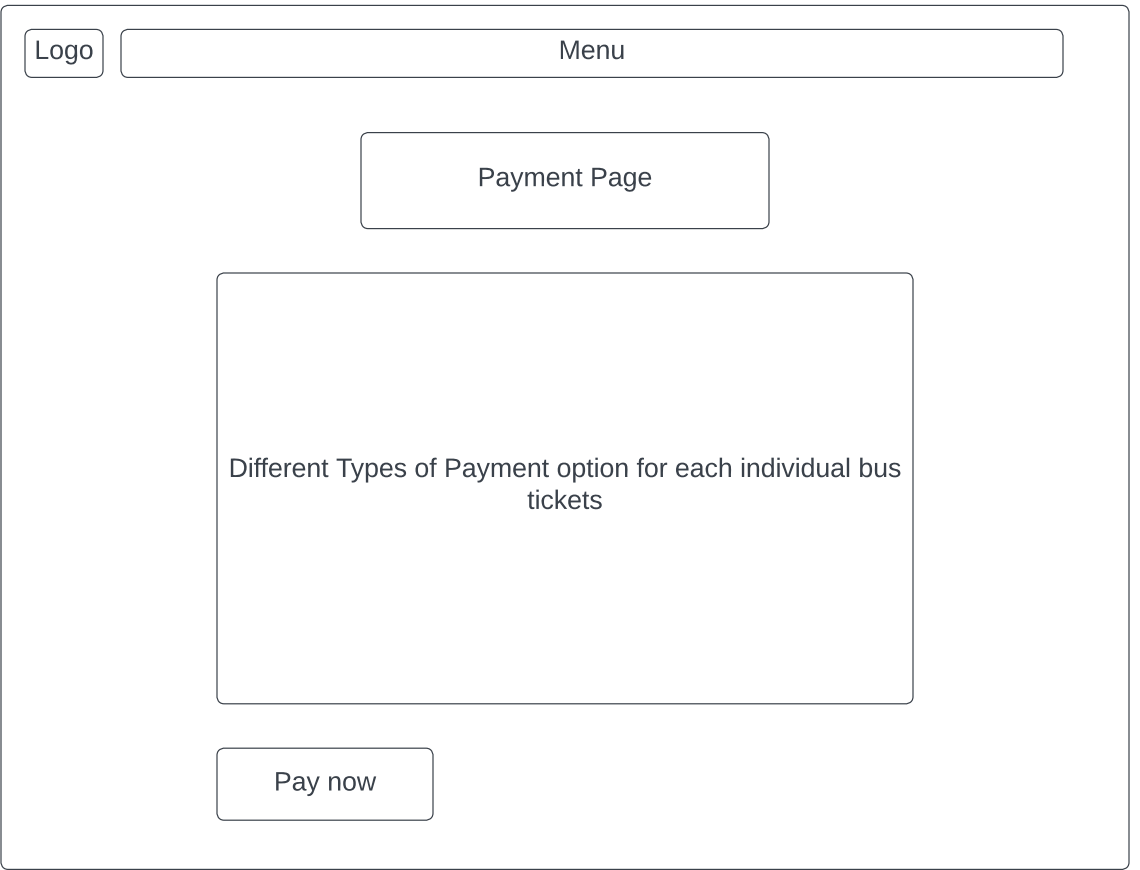 Logo
Menu
Payment Page
Different Types of Payment option for each individual bus
tickets
Pay now